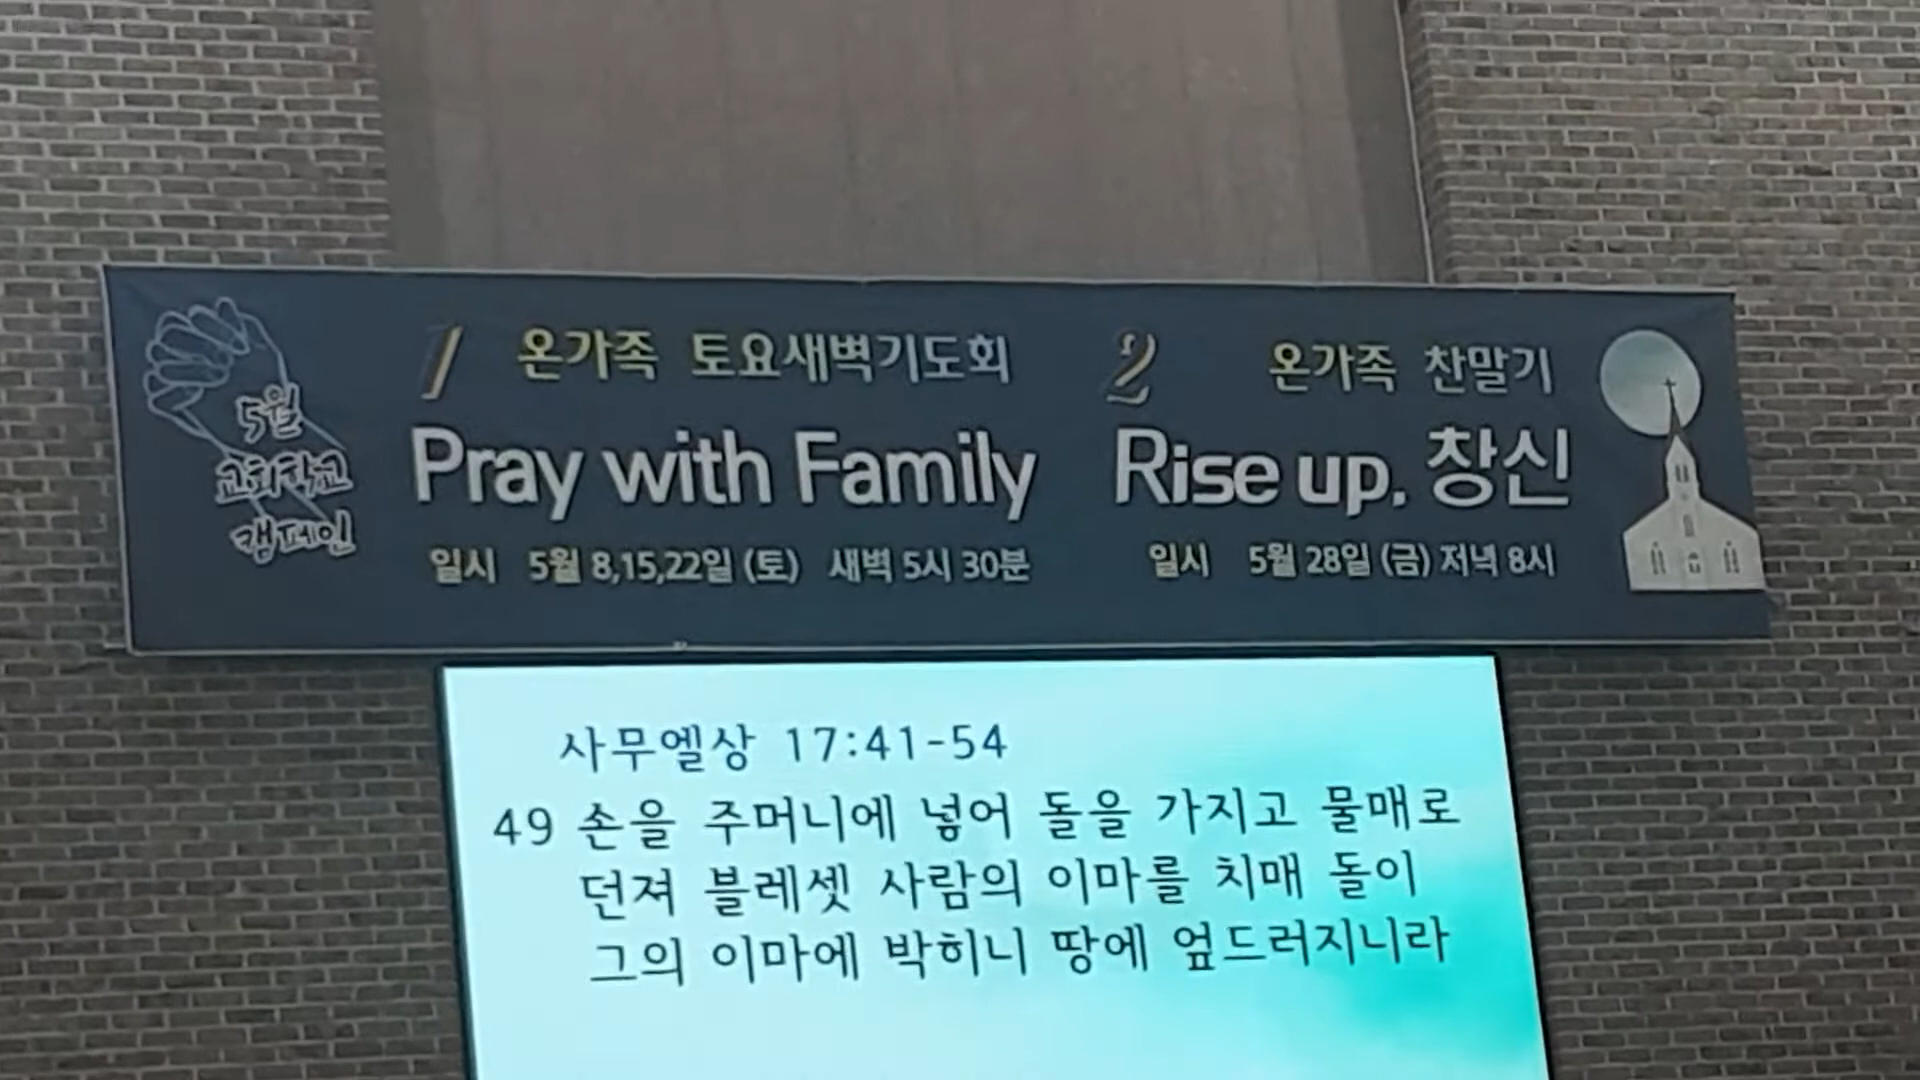 5월
교회학교
캠페인
1 온가족 토요새벽기도회
Pray with Family
일시 5월 8,15,22일 (토) 새벽 5시 30분
2 온가족 찬말기
Rise up, 창신
일시 5월 28일 (금) 저녁 8시
사무엘상 17:41-54
49 손을 주머니에 넣어 돌을 가지고 물매로
던져 블레셋 사람의 이마를 치매 돌이
그의 이마에 박히니 땅에 엎드러지니라